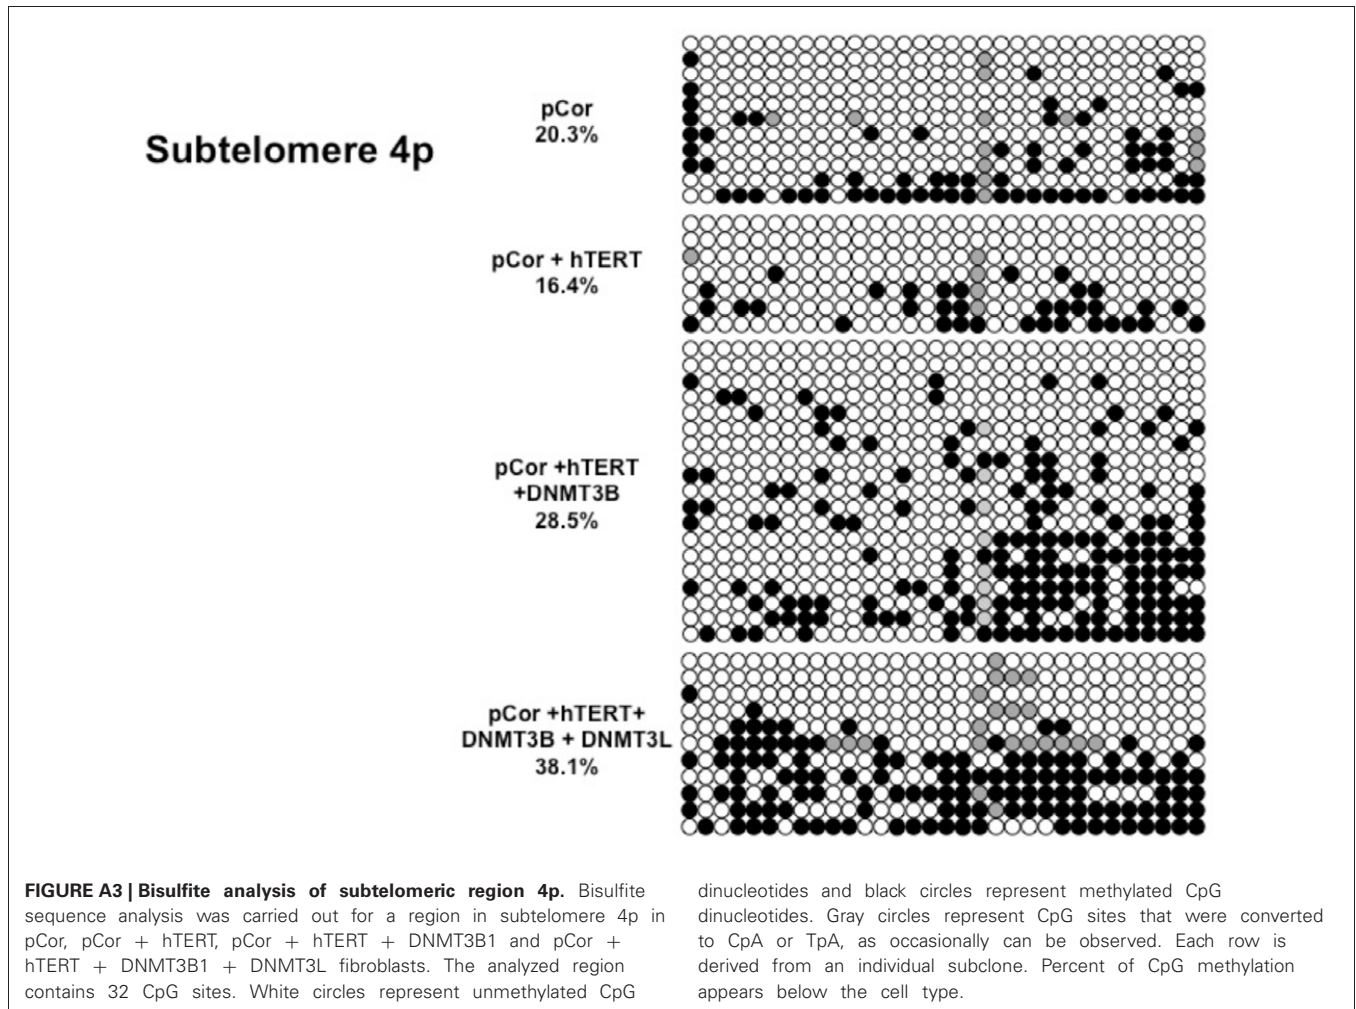 Subtelomere 4p
pCor
20.3%
pCor + hTERT
16.4%
pCor +hTERT
+DNMT3B
28.5%
pCor +hTERT+
DNMT3B + DNMT3L
38.1%
FIGURE A3 | Bisulfite analysis of subtelomeric region 4p. Bisulfite
sequence analysis was carried out for a region in subtelomere 4p in
pCor, pCor + hTERT, pCor + hTERT + DNMT3B1 and pCor +
hTERT + DNMT3B1 + DNMT3L fibroblasts. The analyzed region
contains 32 CpG sites. White circles represent unmethylated CpG
dinucleotides and black circles represent methylated CpG
dinucleotides. Gray circles represent CpG sites that were converted
to CpA or TpA, as occasionally can be observed. Each row is
derived from an individual subclone. Percent of CpG methylation
appears below the cell type.